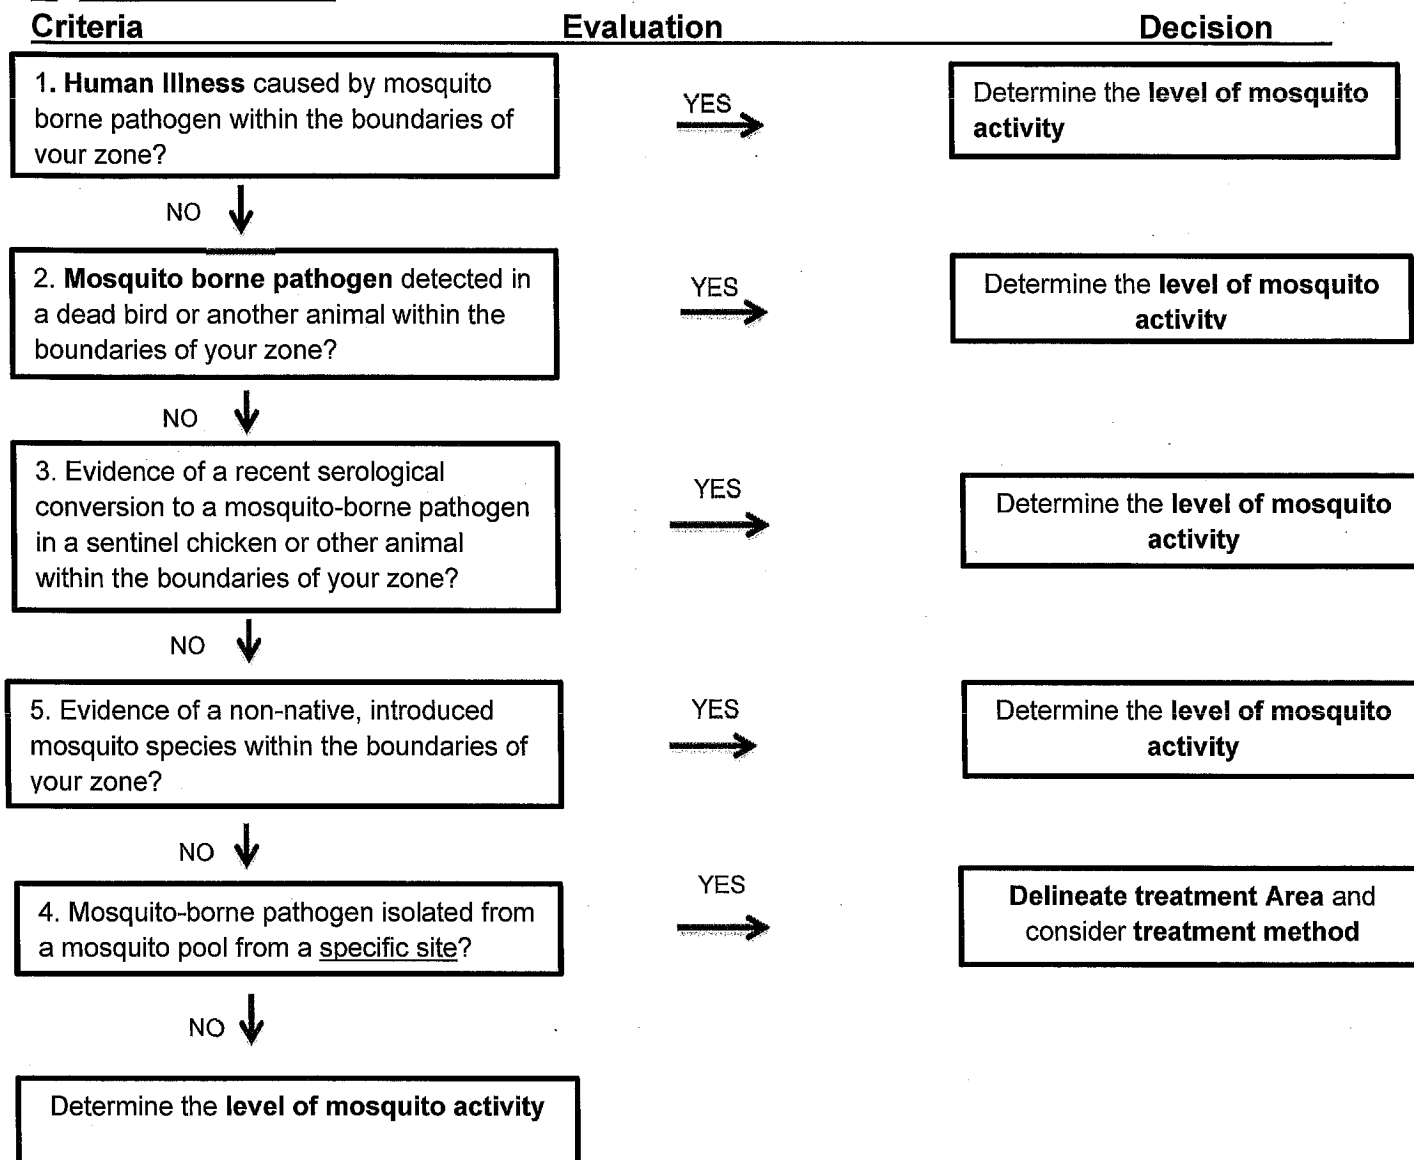 Criteria Evaluation Decision
1. Human Illness caused by mosquito
borne pathogen within the boundaries of
vour zone?
YES
Determine the level of mosquito
activity
NO
2. Mosquito borne pathogen detected in
a dead bird or another animal within the
boundaries of your zone?
YES
Determine the level of mosquito
activitv
NO
3. Evidence of a recent serological
conversion to a mosquito-borne pathogen
in a sentinel chicken or other animal
within the boundaries of your zone?
YES
Determine the level of mosquito
activity
NO
5. Evidence of a non-native, introduced
mosquito species within the boundaries of
your zone?
YES
Determine the level of mosquito
activity
NO
4. Mosquito-borne pathogen isolated from
a mosquito pool from a specific site?
YES
Delineate treatment Area and
consider treatment method
NO
Determine the level of mosquito activity